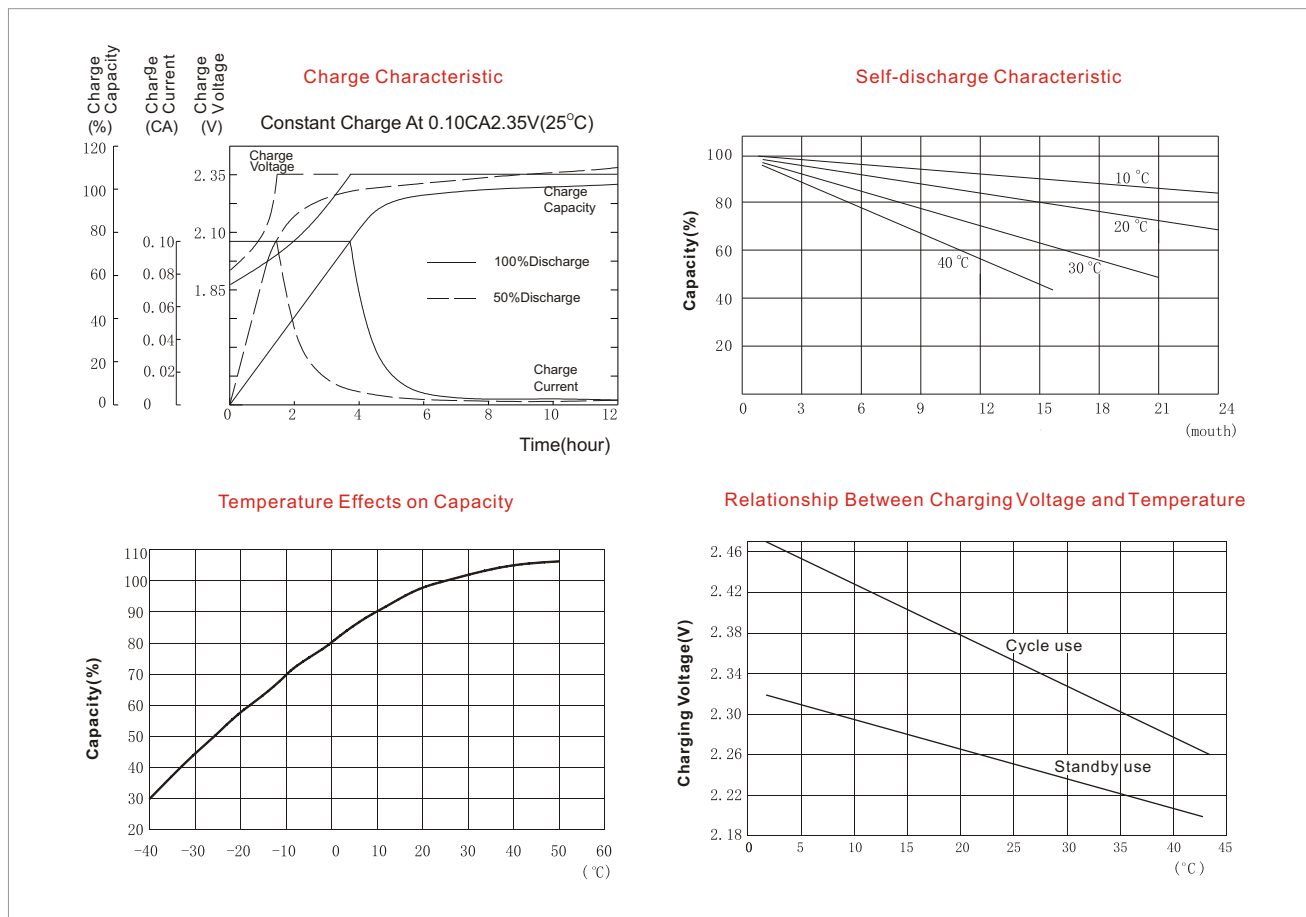 Charge Characteristic
Charge
Capacity
(%)
Charge
Current
(CA)
Charge
Voltage
(V)
Constant Charge At 0.10CA2.35V(25°C)
120
100
80
60
40
20
0
0.10
0.08
0.06
0.04
0.02
0
2.35
2.10
1.85
Charge
Voltage
Charge
Capacity
100%Discharge
50%Discharge
Charge
Current
0 2 4 6 8 10 12
Time(hour)
Self-discharge Characteristic
Capacity(%)
100
80
60
40
20
10 °C
20 °C
30 °C
40 °C
0 3 6 9 12 15 18 21 24
(mouth)
Temperature Effects on Capacity
Capacity(%)
110
100
90
80
70
60
50
40
30
20
-40 -30 -20 -10 0 10 20 30 40 50 60
(°C)
Relationship Between Charging Voltage and Temperature
Charging Voltage(V)
2.46
2.42
2.38
2.34
2.30
2.26
2.22
2.18
Cycle use
Standby use
0 5 10 15 20 25 30 35 40 45
(°C)